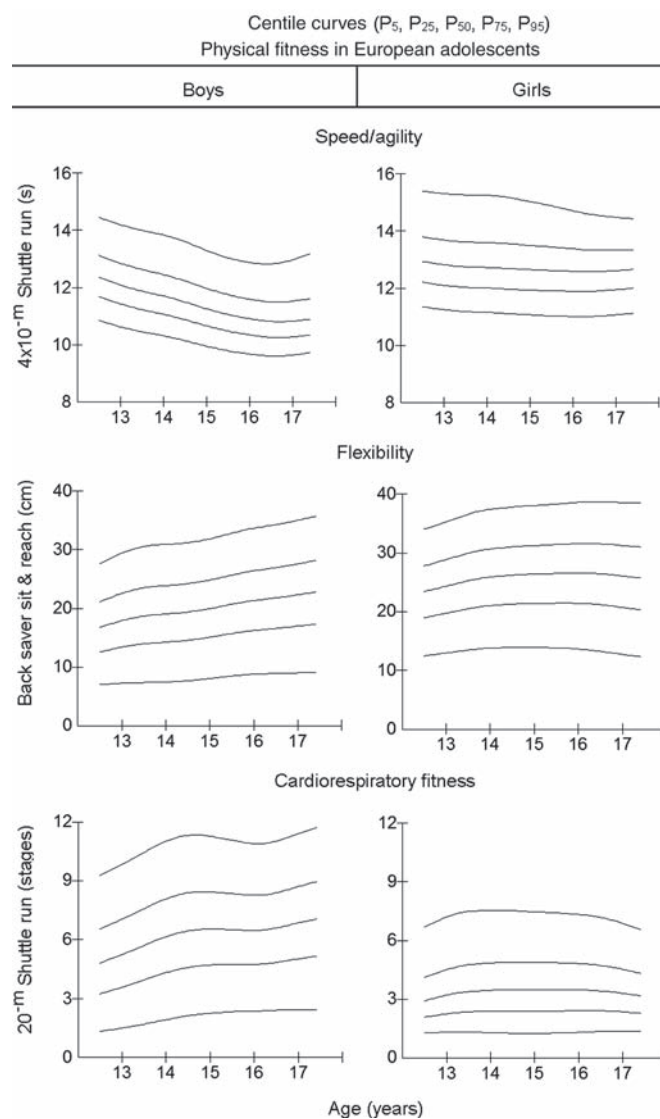 Centile curves (P5, P25, P50, P75, P95)
Physical fitness in European adolescents
Boys
Girls
Speed/agility
4x10-m Shuttle run (s)
16
14
12
10
8
13 14 15 16 17
16
14
12
10
8
13 14 15 16 17
Flexibility
Back saver sit & reach (cm)
40
30
20
10
0
13 14 15 16 17
40
30
20
10
0
13 14 15 16 17
Cardiorespiratory fitness
20-m Shuttle run (stages)
12
9
6
3
0
13 14 15 16 17
12
9
6
3
0
13 14 15 16 17
Age (years)